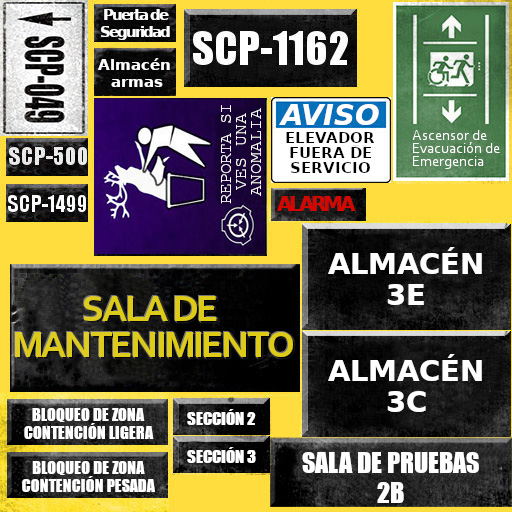 SCP-049
Puerta de
Seguridad
Almacén
armas
SCP-1162
Ascensor de
Evacuación de
Emergencia
SCP-500
SCP-1499
REPORTA SI
VES UNA
ANOMALIA
AVISO
ELEVADOR
FUERA DE
SERVICIO
ALARMA
ALMACÉN
3E
SALA DE
MANTENIMIENTO
ALMACÉN
3C
BLOQUEO DE ZONA
CONTENCIÓN LIGERA
SECCIÓN 2
SECCIÓN 3
BLOQUEO DE ZONA
CONTENCIÓN PESADA
SALA DE PRUEBAS
2B